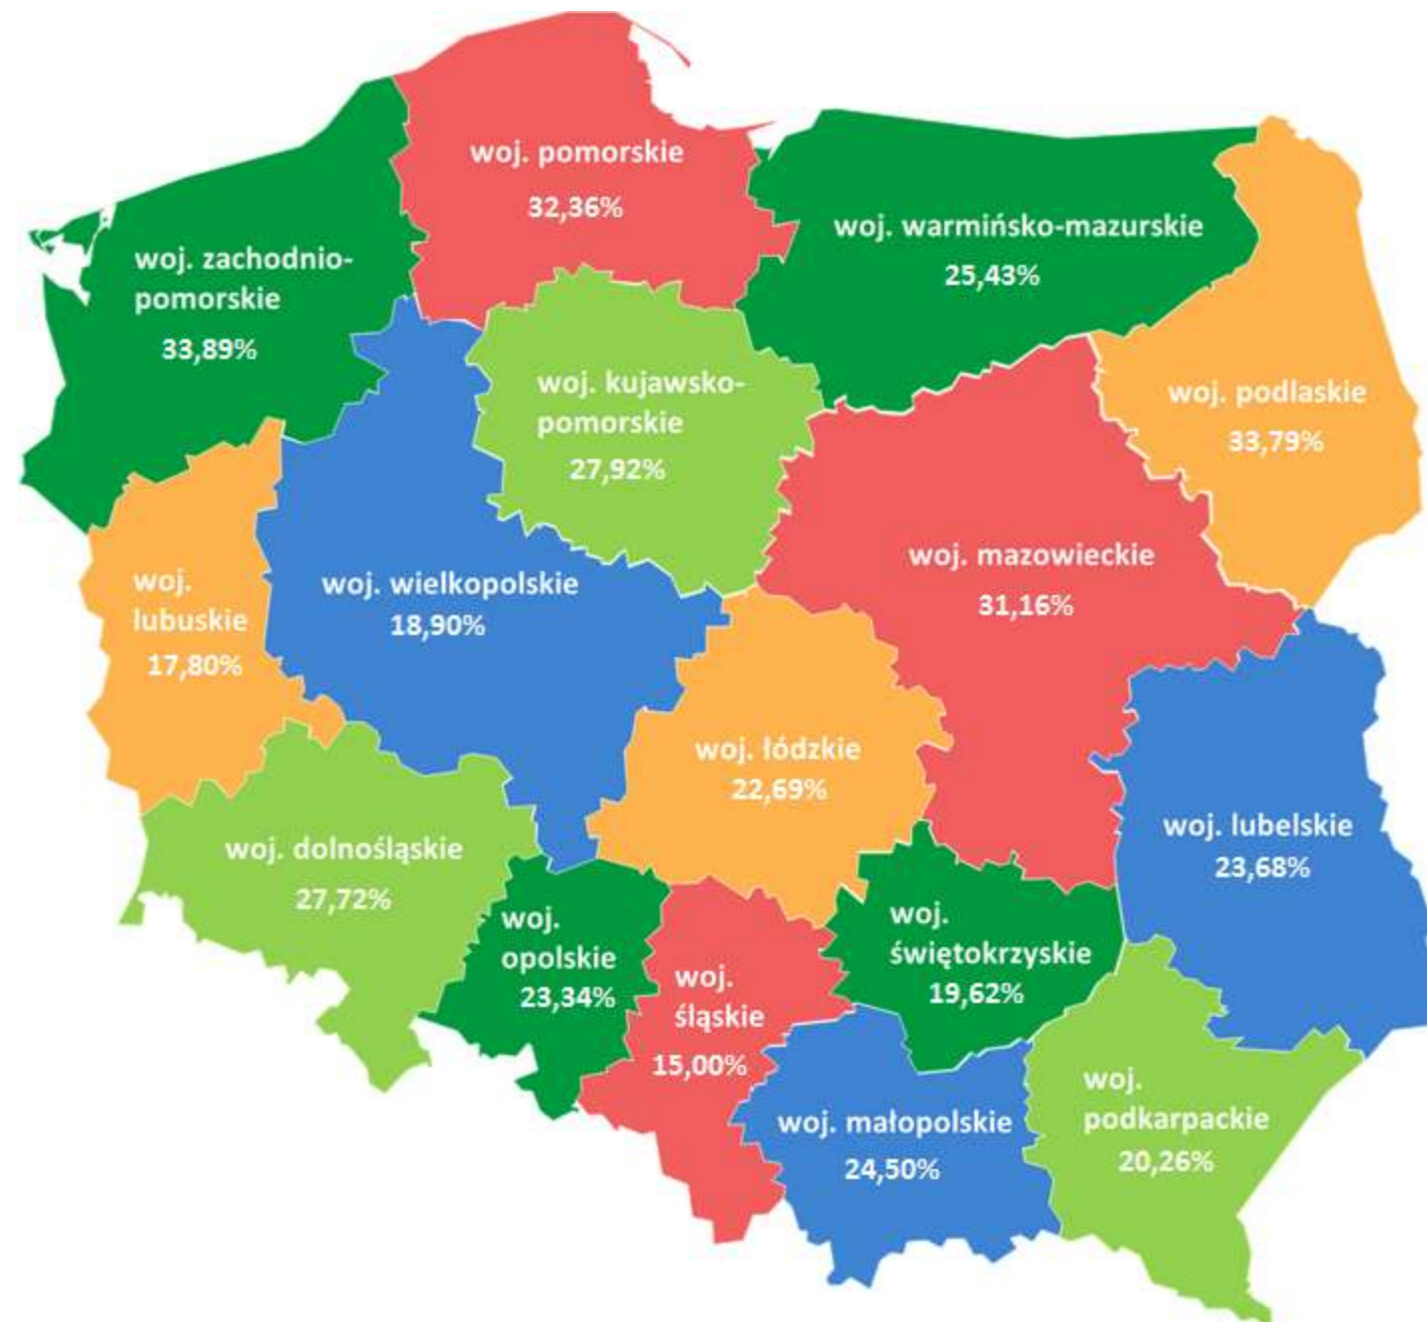 woj. pomorskie
32,36%
woj. warmińsko-mazurskie
25,43%
woj. zachodnio-
pomorskie
33,89%
woj. kujawsko-
pomorskie
27,92%
woj. podlaskie
33,79%
woj. mazowieckie
31,16%
woj.
lubuskie
17,80%
woj. wielkopolskie
18,90%
woj. łódzkie
22,69%
woj. lubelskie
23,68%
woj. dolnośląskie
27,72%
woj.
opolskie
23,34%
woj.
śląskie
15,00%
woj.
świętokrzyskie
19,62%
woj. małopolskie
24,50%
woj.
podkarpackie
20,26%